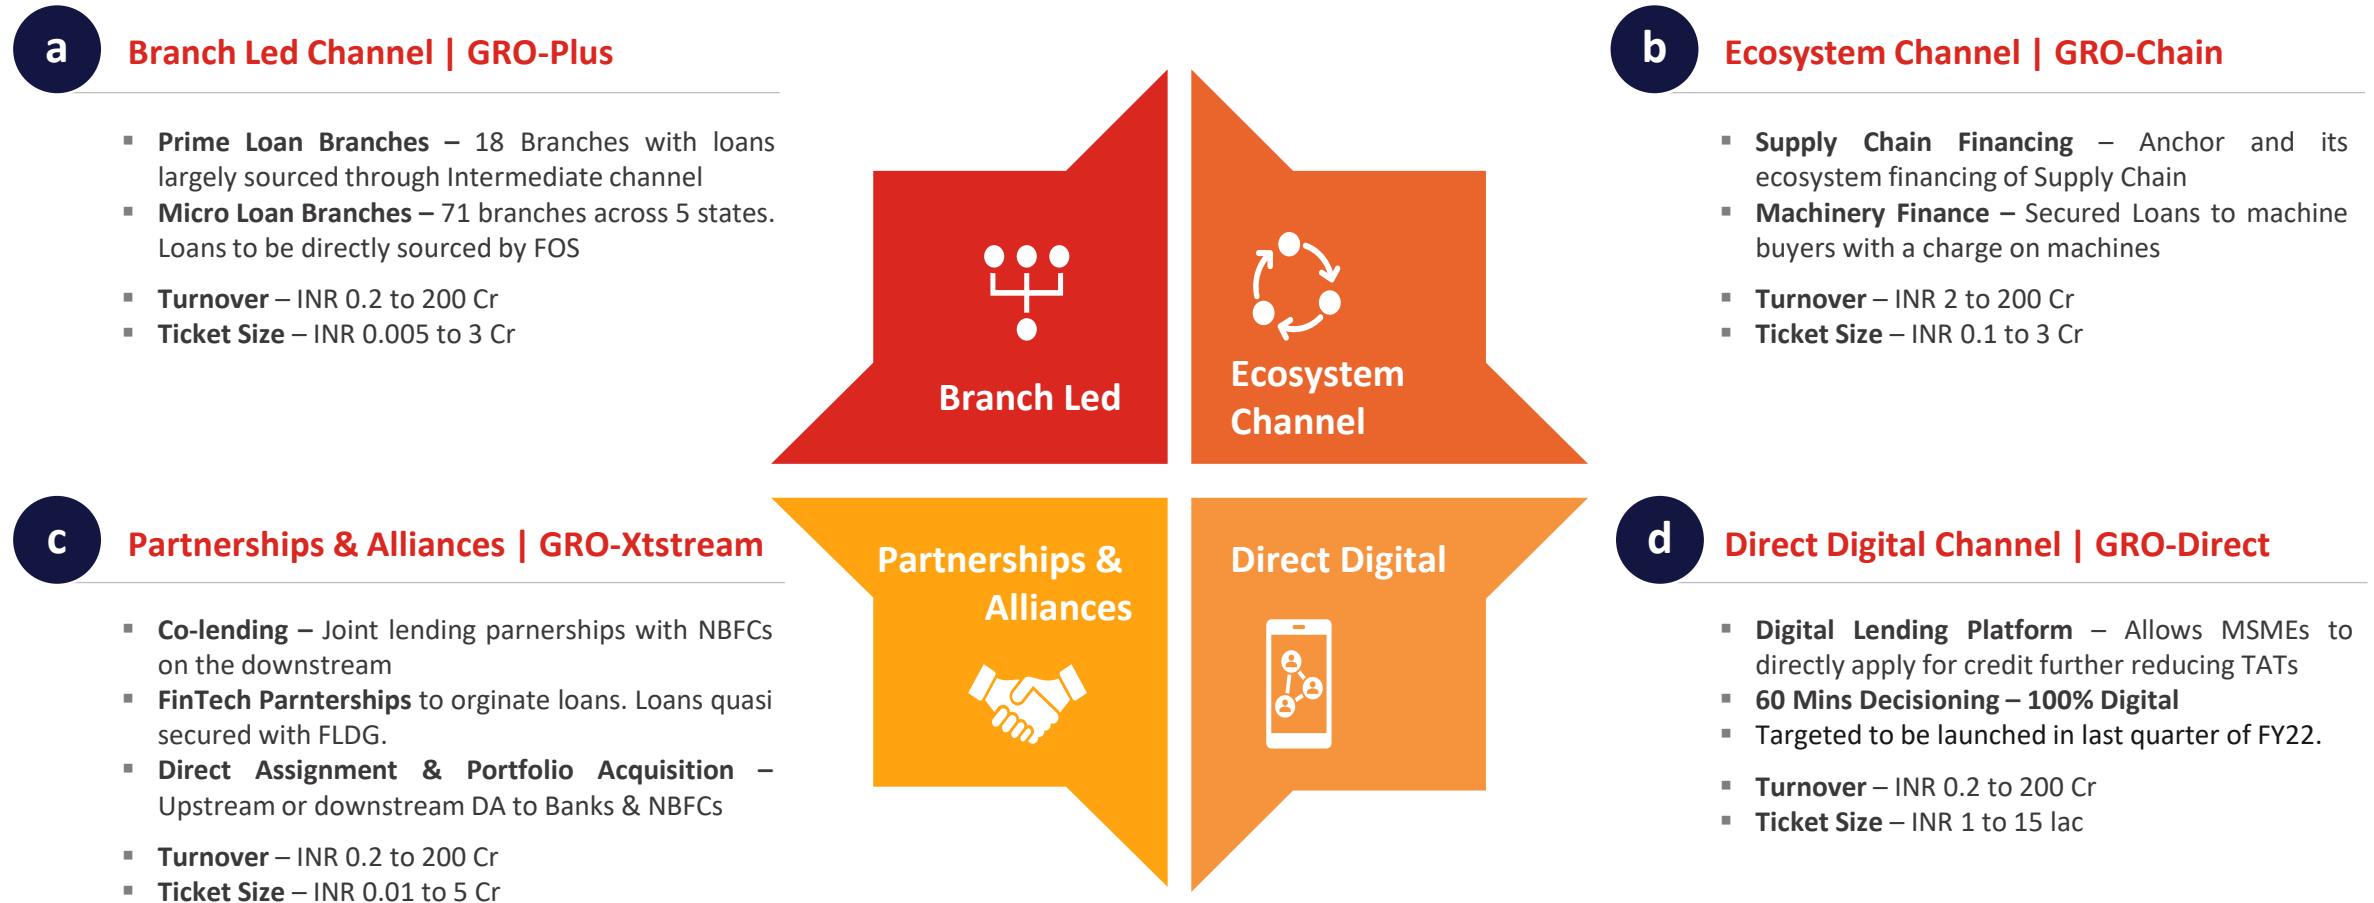 a
Branch Led Channel | GRO-Plus
▪ Prime Loan Branches – 18 Branches with loans
largely sourced through Intermediate channel
▪ Micro Loan Branches – 71 branches across 5 states.
Loans to be directly sourced by FOS
▪ Turnover – INR 0.2 to 200 Cr
▪ Ticket Size – INR 0.005 to 3 Cr
b
Ecosystem Channel | GRO-Chain
▪ Supply Chain Financing – Anchor and its
ecosystem financing of Supply Chain
▪ Machinery Finance – Secured Loans to machine
buyers with a charge on machines
▪ Turnover – INR 2 to 200 Cr
▪ Ticket Size – INR 0.1 to 3 Cr
Branch Led
Ecosystem
Channel
Partnerships &
Alliances
Direct Digital
c
Partnerships & Alliances | GRO-Xtstream
▪ Co-lending – Joint lending parnerships with NBFCs
on the downstream
▪ FinTech Parnterships to orginate loans. Loans quasi
secured with FLDG.
▪ Direct Assignment & Portfolio Acquisition –
Upstream or downstream DA to Banks & NBFCs
▪ Turnover – INR 0.2 to 200 Cr
▪ Ticket Size – INR 0.01 to 5 Cr
d
Direct Digital Channel | GRO-Direct
▪ Digital Lending Platform – Allows MSMEs to
directly apply for credit further reducing TATs
▪ 60 Mins Decisioning – 100% Digital
▪ Targeted to be launched in last quarter of FY22.
▪ Turnover – INR 0.2 to 200 Cr
▪ Ticket Size – INR 1 to 15 lac